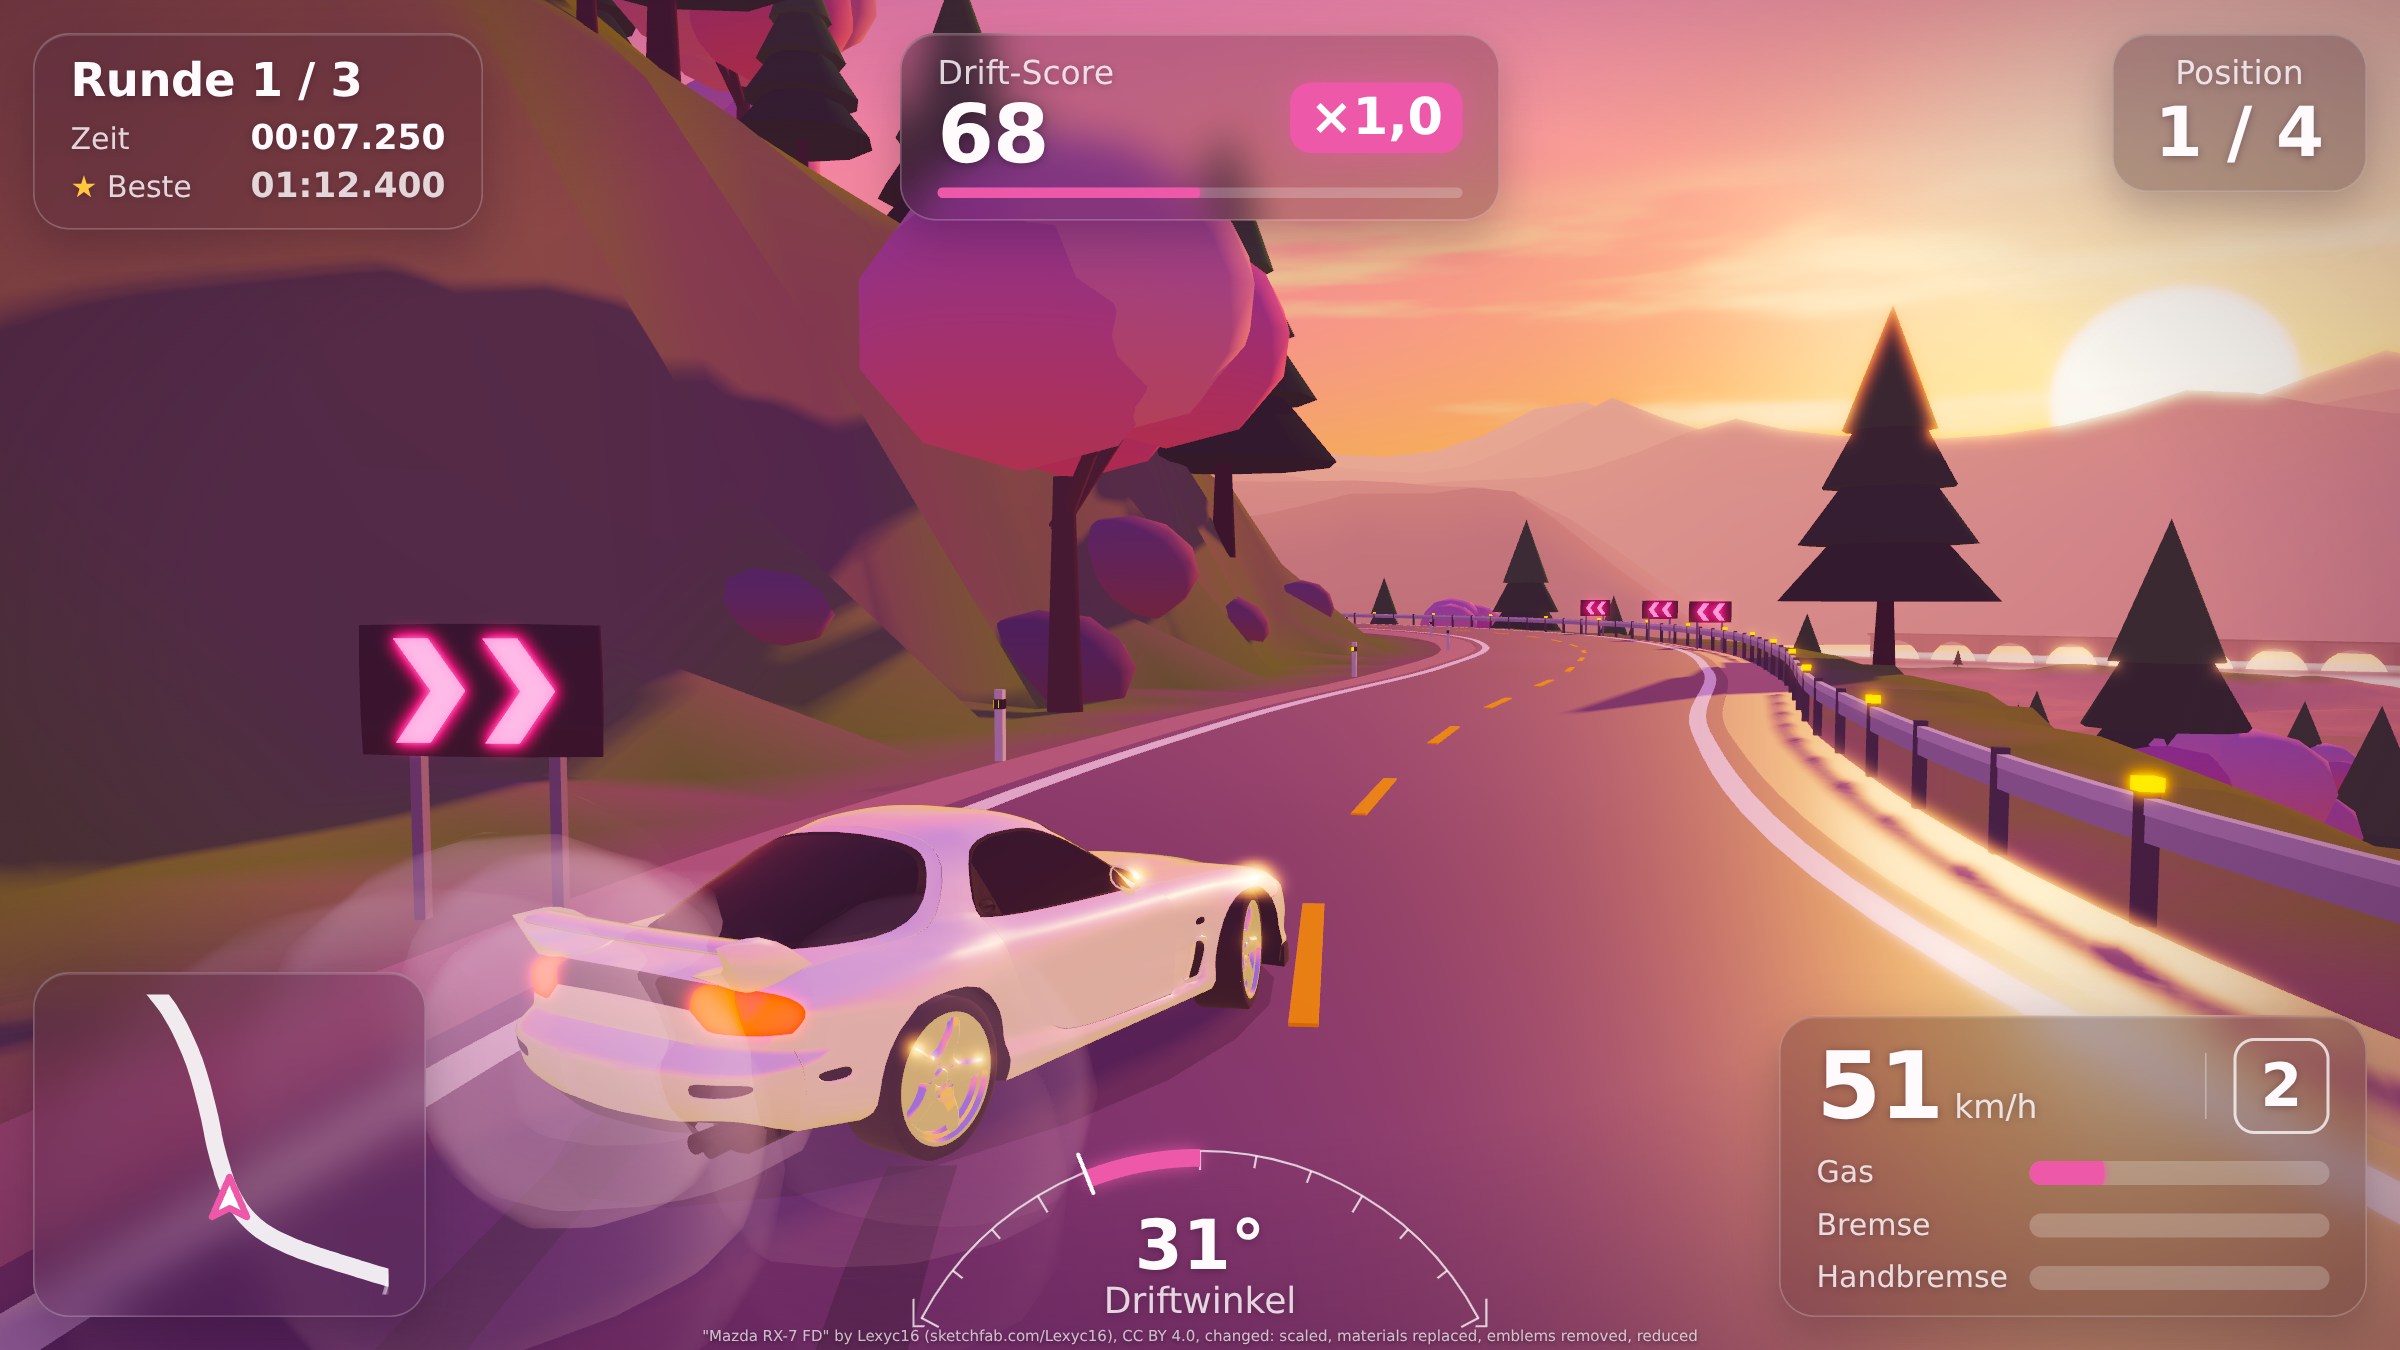 Runde 1 / 3
Zeit 00:07.250
★ Beste 01:12.400
Drift-Score
68
×1,0
Position
1 / 4
51 km/h
2
Gas
Bremse
Handbremse
31°
Driftwinkel
"Mazda RX-7 FD" by Lexyc16 (sketchfab.com/Lexyc16), CC BY 4.0, changed: scaled, materials replaced, emblems removed, reduced